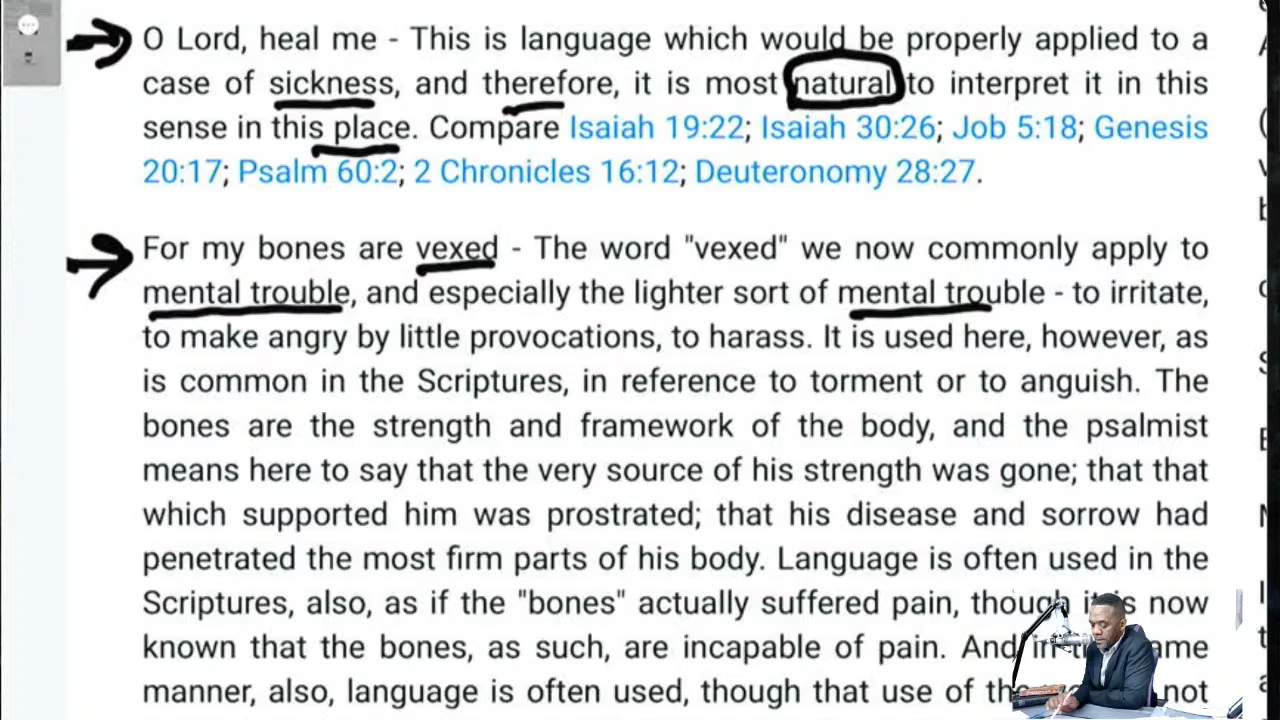 O Lord, heal me - This is language which would be properly applied to a
case of sickness, and therefore, it is most natural to interpret it in this
sense in this place. Compare Isaiah 19:22; Isaiah 30:26; Job 5:18; Genesis
20:17; Psalm 60:2; 2 Chronicles 16:12; Deuteronomy 28:27.
For my bones are vexed - The word "vexed" we now commonly apply to
mental trouble, and especially the lighter sort of mental trouble - to irritate,
to make angry by little provocations, to harass. It is used here, however, as
is common in the Scriptures, in reference to torment or to anguish. The
bones are the strength and framework of the body, and the psalmist
means here to say that the very source of his strength was gone; that that
which supported him was prostrated; that his disease and sorrow had
penetrated the most firm parts of his body. Language is often used in the
Scriptures, also, as if the "bones" actually suffered pain, though now
known that the bones, as such, are incapable of pain. And in
manner, also, language is often used, though that use of not